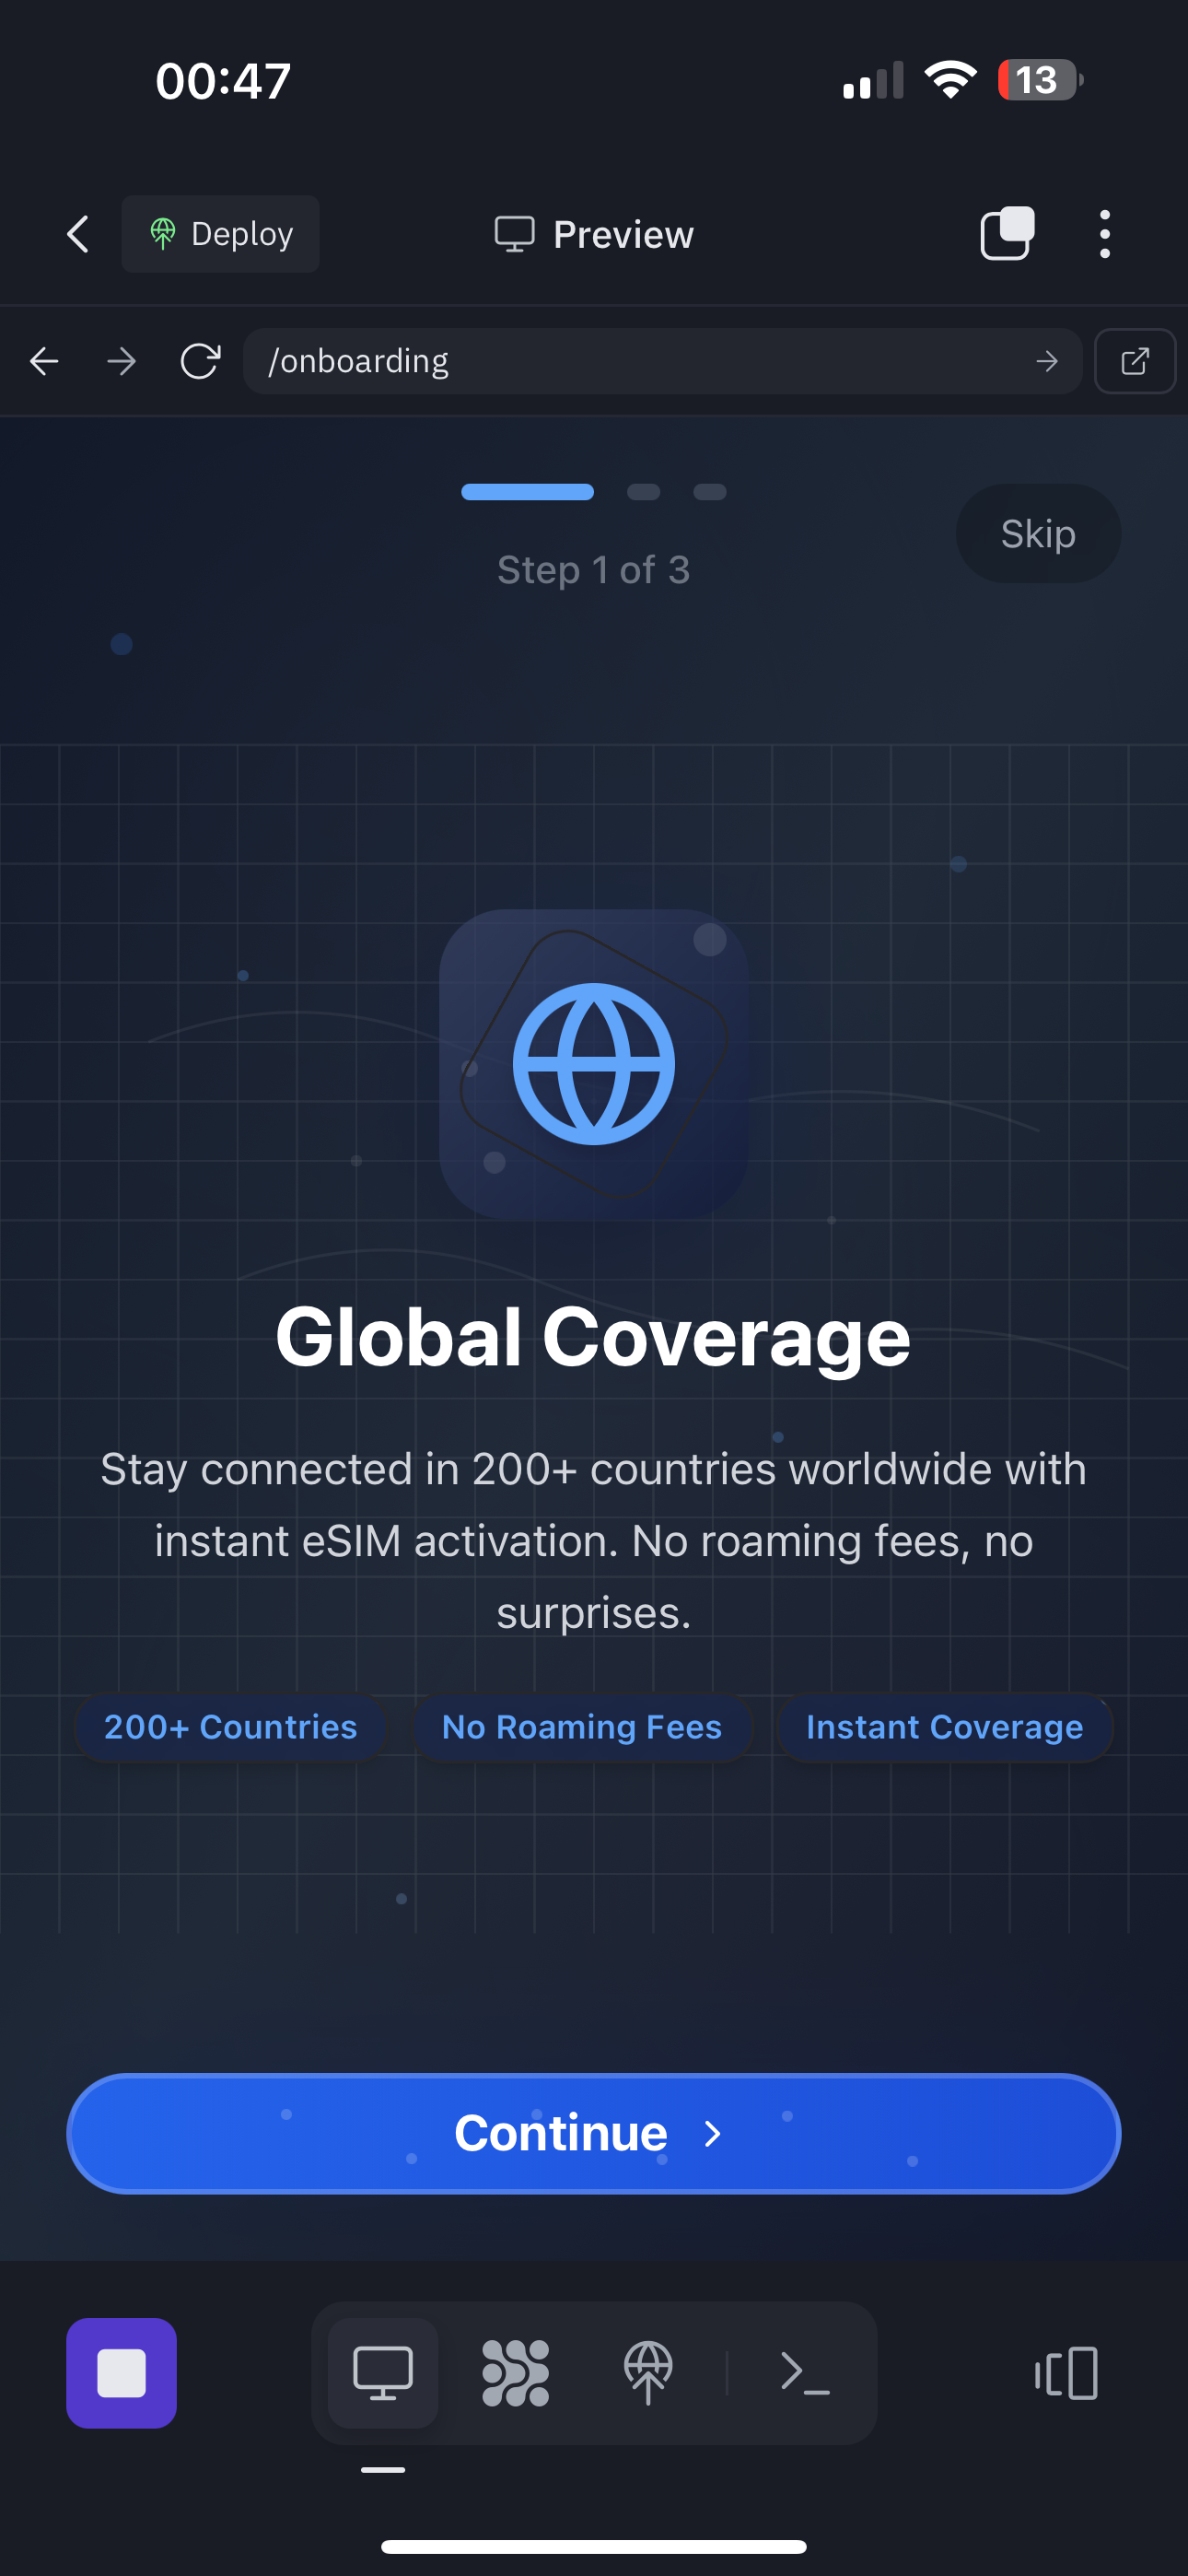 00:47
13
Deploy
Preview
/onboarding
Skip
Step 1 of 3
Global Coverage
Stay connected in 200+ countries worldwide with
instant eSIM activation. No roaming fees, no
surprises.
200+ Countries
No Roaming Fees
Instant Coverage
Continue